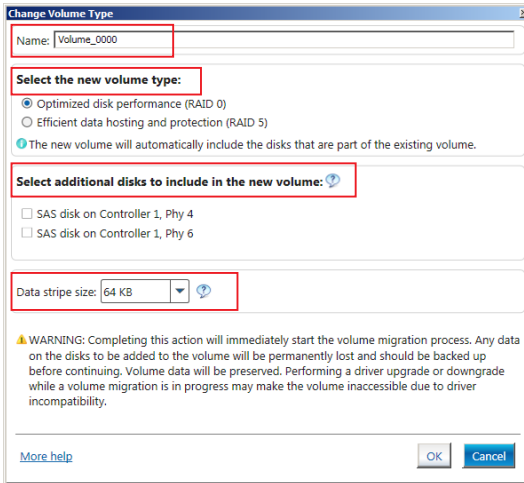 Change Volume Type
Name: Volume_0000
Select the new volume type:
Optimized disk performance (RAID 0)
Efficient data hosting and protection (RAID 5)
The new volume will automatically include the disks that are part of the existing volume.
Select additional disks to include in the new volume:
SAS disk on Controller 1, Phy 4
SAS disk on Controller 1, Phy 6
Data stripe size: 64 KB
WARNING: Completing this action will immediately start the volume migration process. Any data
on the disks to be added to the volume will be permanently lost and should be backed up
before continuing. Volume data will be preserved. Performing a driver upgrade or downgrade
while a volume migration is in progress may make the volume inaccessible due to driver
incompatibility.
More help
OK
Cancel